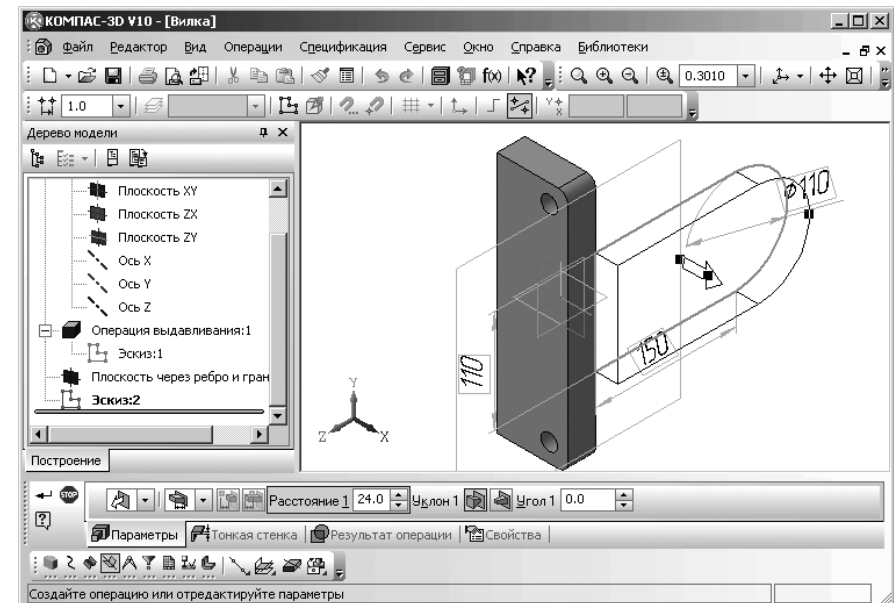 КОМПАС-3D V10 - [Вилка]
Файл Редактор Вид Операции Спецификация Сервис Окно Справка Библиотеки
f(x) 0.3010
1.0
Дерево модели
Плоскость XY
Плоскость ZX
Плоскость ZY
Ось X
Ось Y
Ось Z
Операция выдавливания:1
Эскиз:1
Плоскость через ребро и гран
Эскиз:2
Построение
ø110
150
110
Y
Z
X
STOP Расстояние 1 24.0 Уклон 1 Угол 1 0.0
Параметры Тонкая стенка Результат операции Свойства
Создайте операцию или отредактируйте параметры